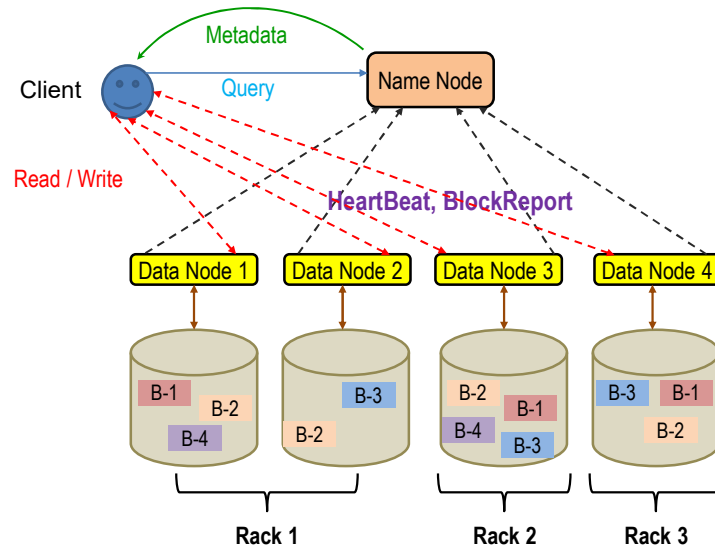 Metadata
Client
Query
Name Node
Read / Write
HeartBeat, BlockReport
Data Node 1
Data Node 2
Data Node 3
Data Node 4
B-1
B-2
B-4
B-3
B-2
B-2
B-1
B-4
B-3
B-3
B-1
B-2
Rack 1
Rack 2
Rack 3